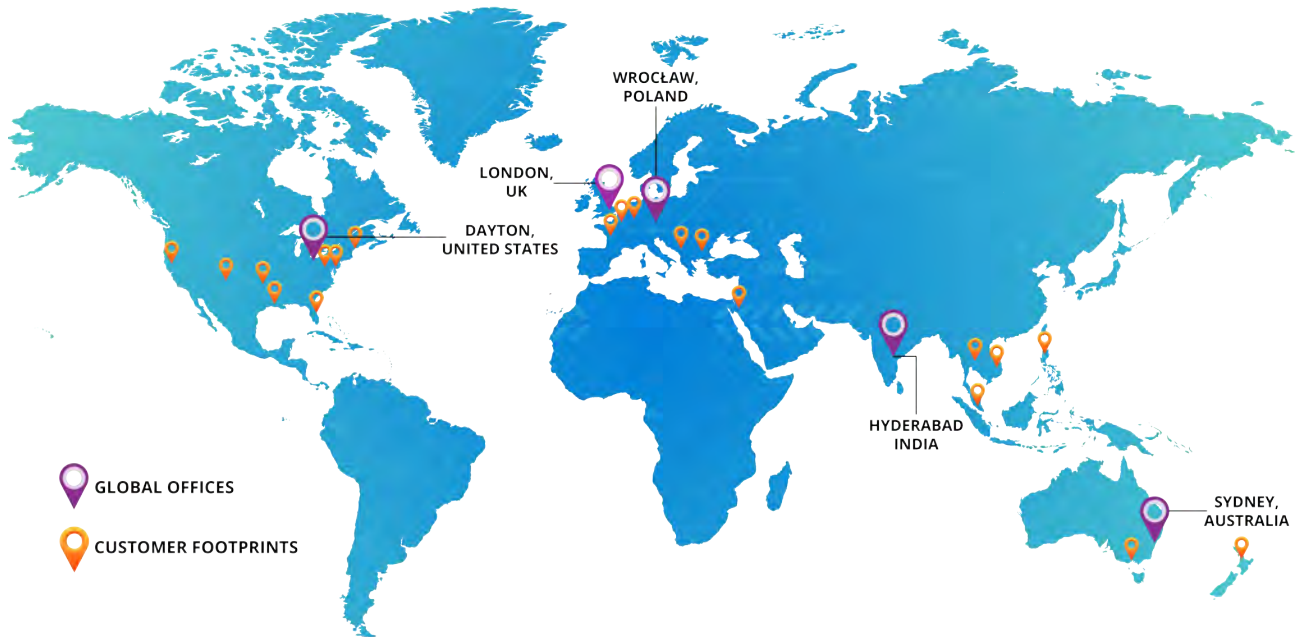 WROCŁAW,
POLAND
LONDON,
UK
DAYTON,
UNITED STATES
HYDERABAD
INDIA
GLOBAL OFFICES
SYDNEY,
AUSTRALIA
CUSTOMER FOOTPRINTS